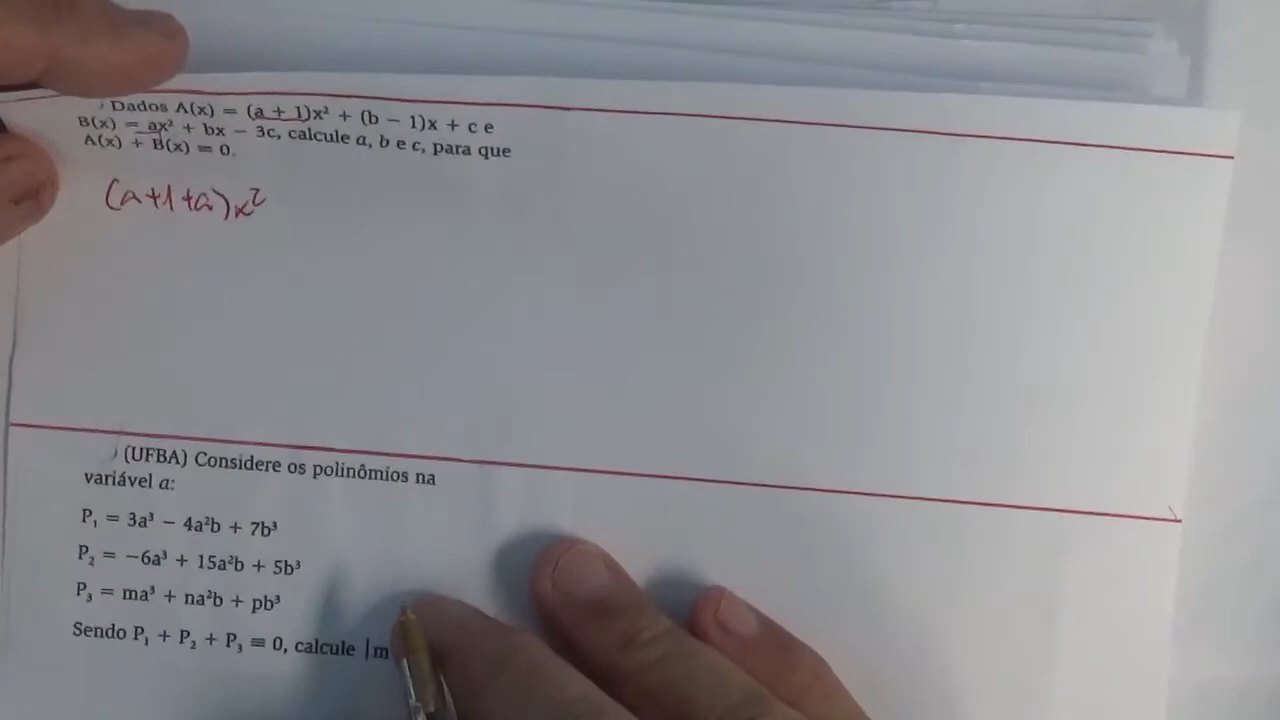 Dados A(x) = (a + 1)x² + (b − 1)x + c e
B(x) = ax² + bx − 3c, calcule a, b e c, para que
A(x) + B(x) = 0.
(a+1+a)x²
(UFBA) Considere os polinômios na
variável a:
P₁ = 3a³ − 4a²b + 7b³
P₂ = −6a³ + 15a²b + 5b³
P₃ = ma³ + na²b + pb³
Sendo P₁ + P₂ + P₃ ≡ 0, calcule |m